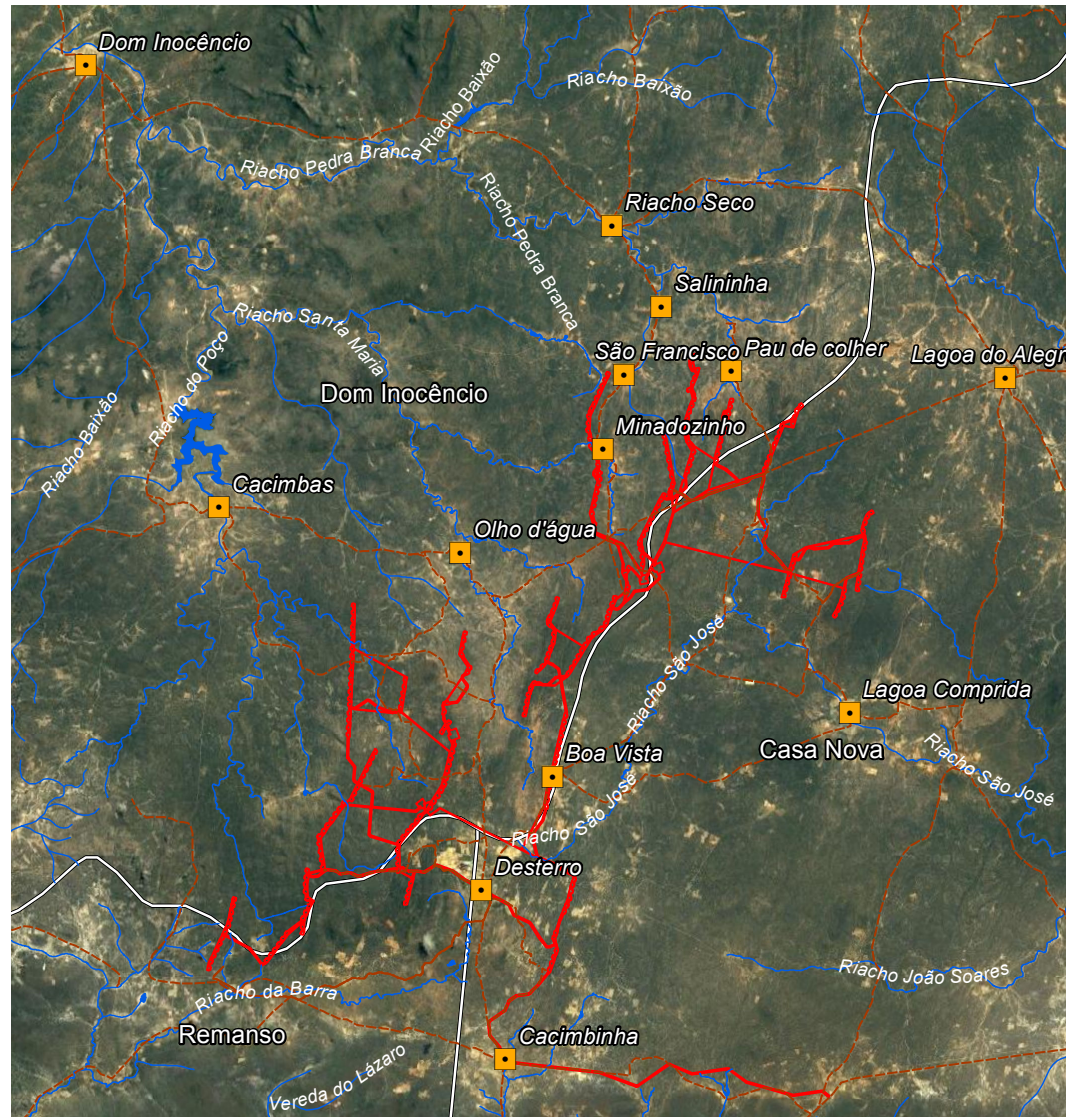 Dom Inocêncio
Riacho Baixão
Riacho Baixão
Riacho Pedra Branca
Riacho Pedra Branca
Riacho Seco
Salininha
Riacho Santa Maria
Riacho do Poço
São Francisco
Pau de colher
Lagoa do Alegr
Dom Inocêncio
Riacho Baixão
Minadozinho
Cacimbas
Olho d'água
Riacho São José
Lagoa Comprida
Boa Vista
Casa Nova
Riacho São José
Riacho São José
Desterro
Riacho João Soares
Riacho da Barra
Remanso
Cacimbinha
Vereda do Lázaro